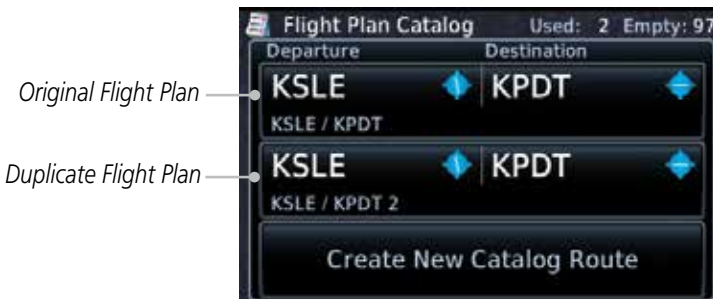 Flight Plan Catalog Used: 2 Empty: 97
Departure Destination
Original Flight Plan
KSLE KPDT
KSLE / KPDT
Duplicate Flight Plan
KSLE KPDT
KSLE / KPDT 2
Create New Catalog Route